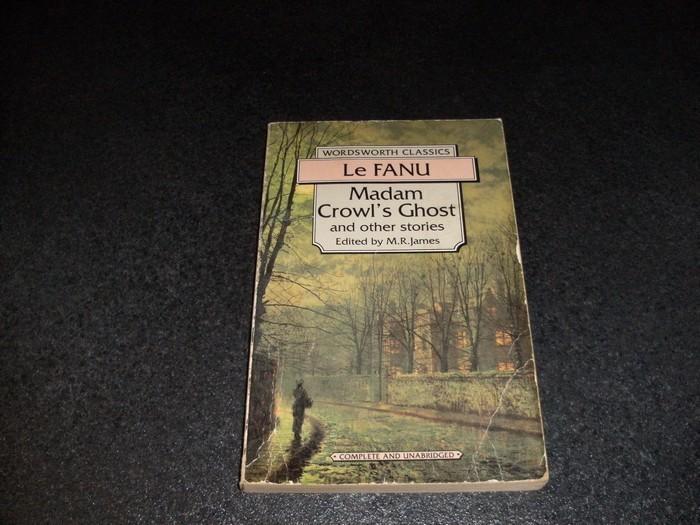 WORDSWORTH CLASSICS
Le FANU
Madam
Crowl's Ghost
and other stories
Edited by M.R.James
· COMPLETE AND UNABRIDGED ·